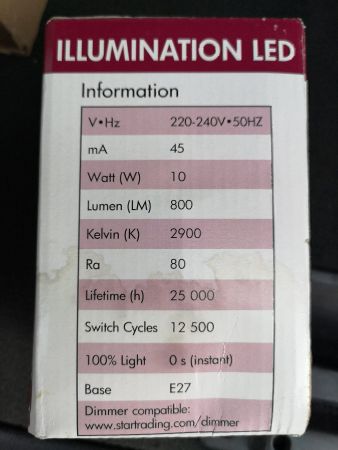 ILLUMINATION LED
Information
V•Hz 220-240V•50HZ
mA 45
Watt (W) 10
Lumen (LM) 800
Kelvin (K) 2900
Ra 80
Lifetime (h) 25 000
Switch Cycles 12 500
100% Light 0 s (instant)
Base E27
Dimmer compatible:
www.startrading.com/dimmer